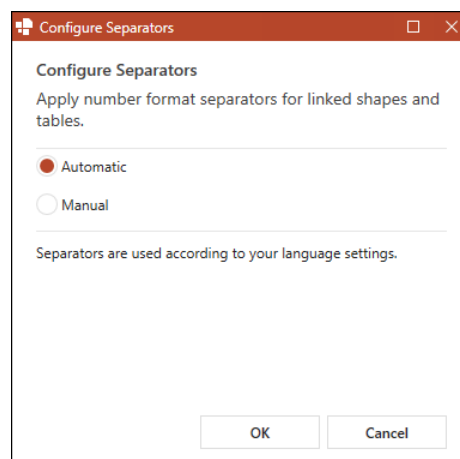 Configure Separators
Configure Separators
Apply number format separators for linked shapes and
tables.
Automatic
Manual
Separators are used according to your language settings.
OK
Cancel